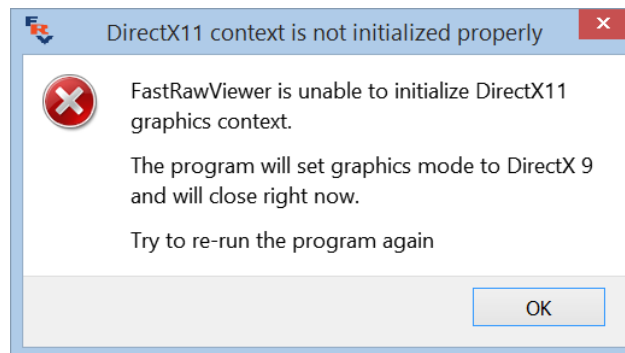 FRV
DirectX11 context is not initialized properly
FastRawViewer is unable to initialize DirectX11
graphics context.
The program will set graphics mode to DirectX 9
and will close right now.
Try to re-run the program again
OK